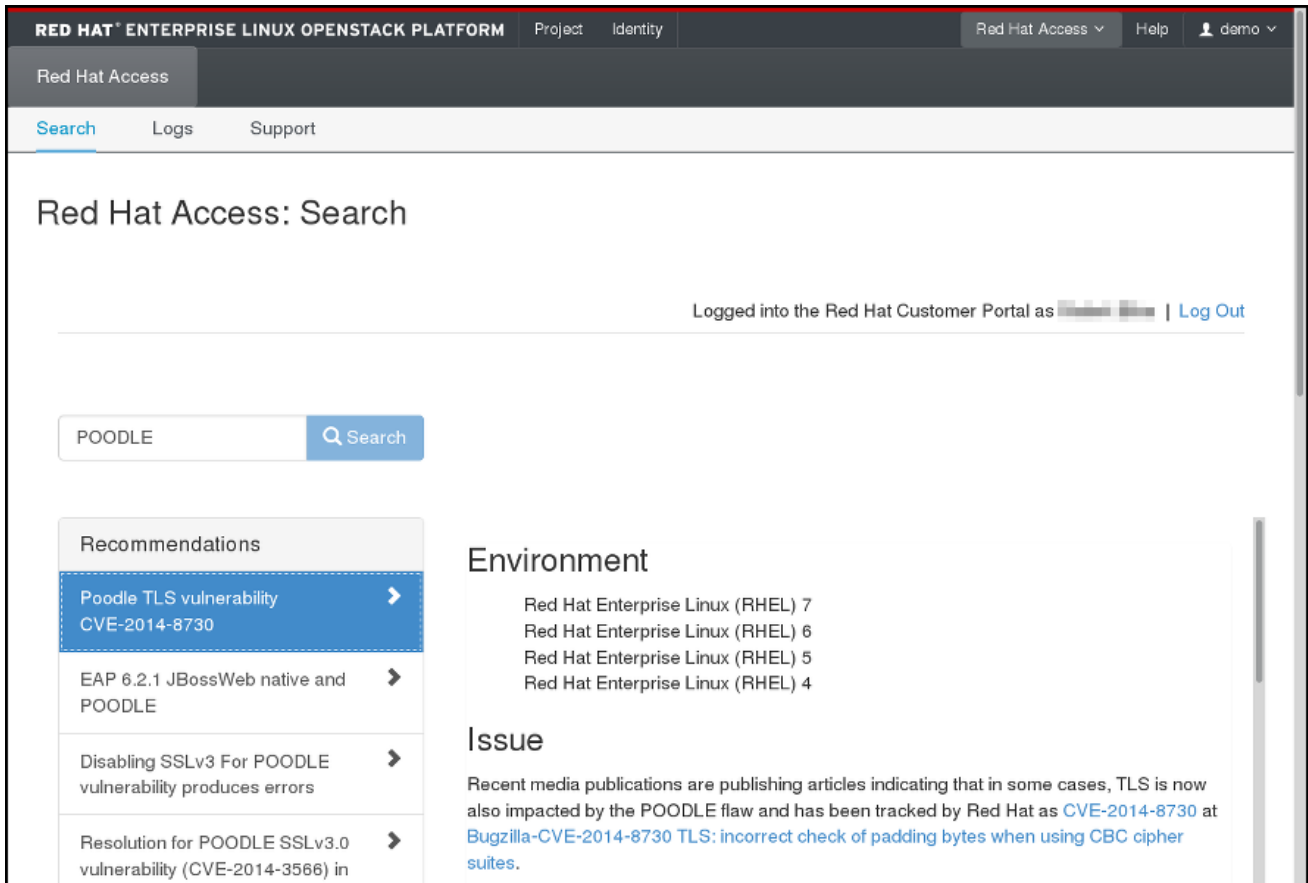 RED HAT® ENTERPRISE LINUX OPENSTACK PLATFORM Project Identity Red Hat Access Help demo
Red Hat Access
Search Logs Support
Red Hat Access: Search
Logged into the Red Hat Customer Portal as | Log Out
POODLE Search
Recommendations
Poodle TLS vulnerability
CVE-2014-8730
EAP 6.2.1 JBossWeb native and
POODLE
Disabling SSLv3 For POODLE
vulnerability produces errors
Resolution for POODLE SSLv3.0
vulnerability (CVE-2014-3566) in
Environment
Red Hat Enterprise Linux (RHEL) 7
Red Hat Enterprise Linux (RHEL) 6
Red Hat Enterprise Linux (RHEL) 5
Red Hat Enterprise Linux (RHEL) 4
Issue
Recent media publications are publishing articles indicating that in some cases, TLS is now
also impacted by the POODLE flaw and has been tracked by Red Hat as CVE-2014-8730 at
Bugzilla-CVE-2014-8730 TLS: incorrect check of padding bytes when using CBC cipher
suites.